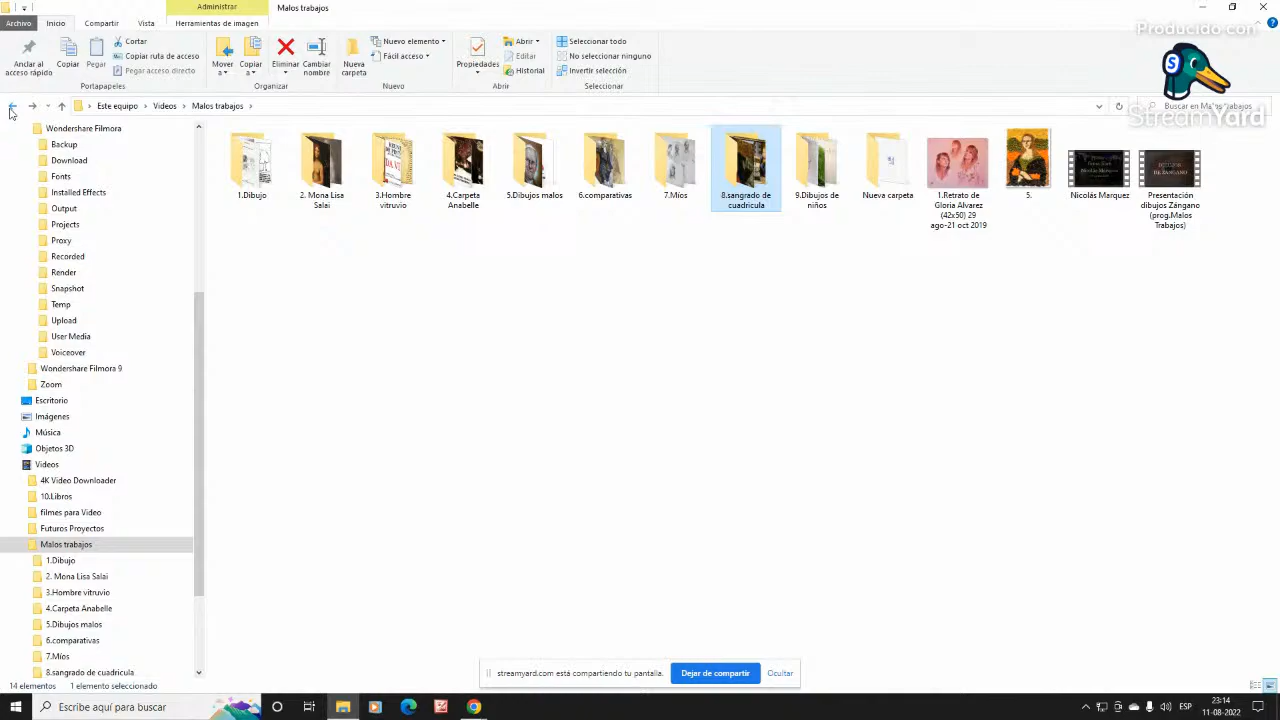 Administrar
Malos trabajos
Archivo
Inicio
Compartir
Vista
Herramientas de imagen
Producido con
StreamYard
Anclar al
acceso rápido
Copiar
Pegar
Cortar
Copiar ruta de acceso
Pegar acceso directo
Portapapeles
Mover
a
Copiar
a
Eliminar
Cambiar
nombre
Organizar
Nueva
carpeta
Nuevo elemento
Fácil acceso
Nuevo
Propiedades
Abrir
Editar
Historial
Abrir
Seleccionar todo
No seleccionar ninguno
Invertir selección
Seleccionar
Este equipo
Videos
Malos trabajos
Buscar en Malos trabajos
Wondershare Filmora
Backup
Download
Fonts
Installed Effects
Output
Projects
Proxy
Recorded
Render
Snapshot
Temp
Upload
User Media
Voiceover
Wondershare Filmora 9
Zoom
Escritorio
Imágenes
Música
Objetos 3D
Videos
4K Video Downloader
10.Libros
filmes para Video
Futuros Proyectos
Malos trabajos
1.Dibujo
2. Mona Lisa Salai
3.Hombre vitruvio
4.Carpeta Anabelle
5.Dibujos malos
6.comparativas
7.Míos
8.sangrado de cuadricula
1.Dibujo
2. Mona Lisa
Salai
3.Hombre
vitruvio
4.Carpeta
Anabelle
5.Dibujos malos
6.comparativas
7.Míos
8.sangrado de
cuadricula
9.Dibujos de
niños
Nueva carpeta
1.Retrato de
Gloria Alvarez
(42x50) 29
ago-21 oct 2019
5.
Nicolás Marquez
Presentación
dibujos Zángano
(prog.Malos
Trabajos)
14 elementos
1 elemento seleccionado
streamyard.com está compartiendo tu pantalla.
Dejar de compartir
Ocultar
Escribe aquí para buscar
ESP
23:14
11-08-2022